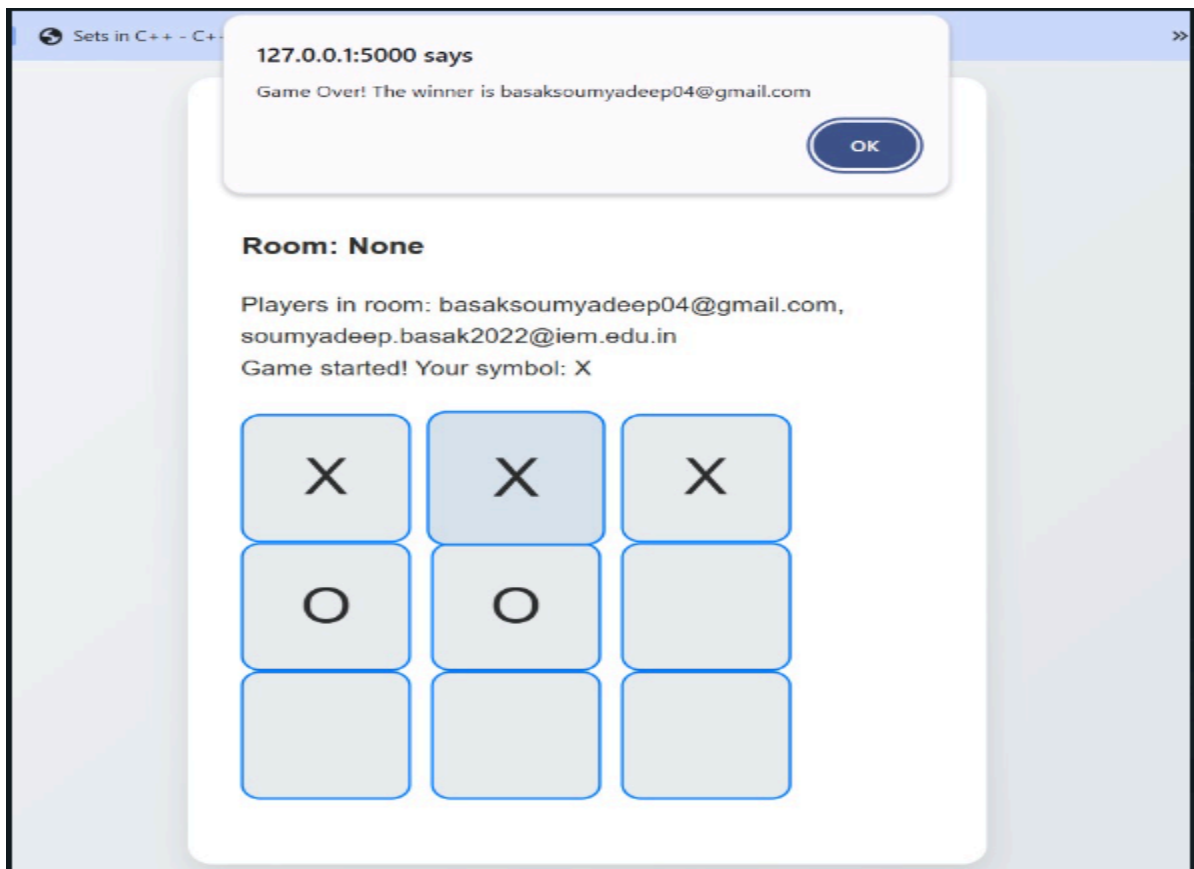 Sets in C++ - C+
»
127.0.0.1:5000 says
Game Over! The winner is basaksoumyadeep04@gmail.com
OK
Room: None
Players in room: basaksoumyadeep04@gmail.com,
soumyadeep.basak2022@iem.edu.in
Game started! Your symbol: X
X X X
O O